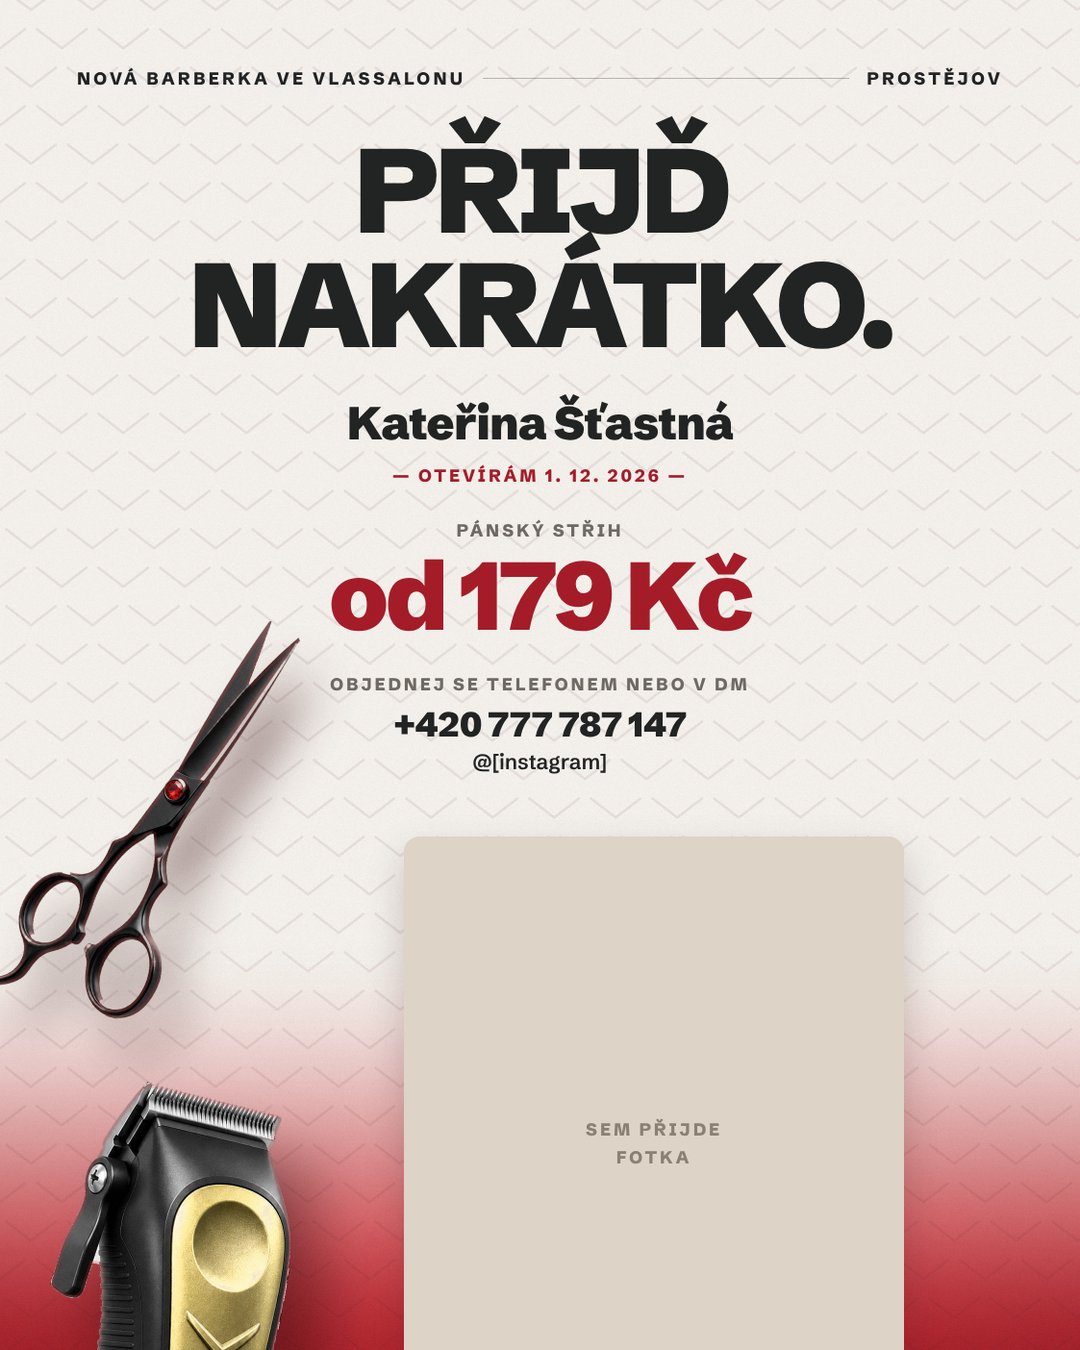 NOVÁ BARBERKA VE VLASSALONU
PROSTĚJOV
PŘIJĎ
NAKRÁTKO.
Kateřina Šťastná
— OTEVÍRÁM 1. 12. 2026 —
PÁNSKÝ STŘIH
od 179 Kč
OBJEDNEJ SE TELEFONEM NEBO V DM
+420 777 787 147
@[instagram]
SEM PŘIJDE
FOTKA